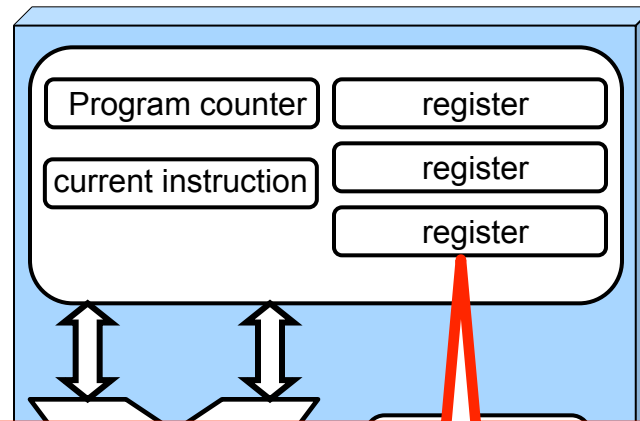 Program counter
register
current instruction
register
register